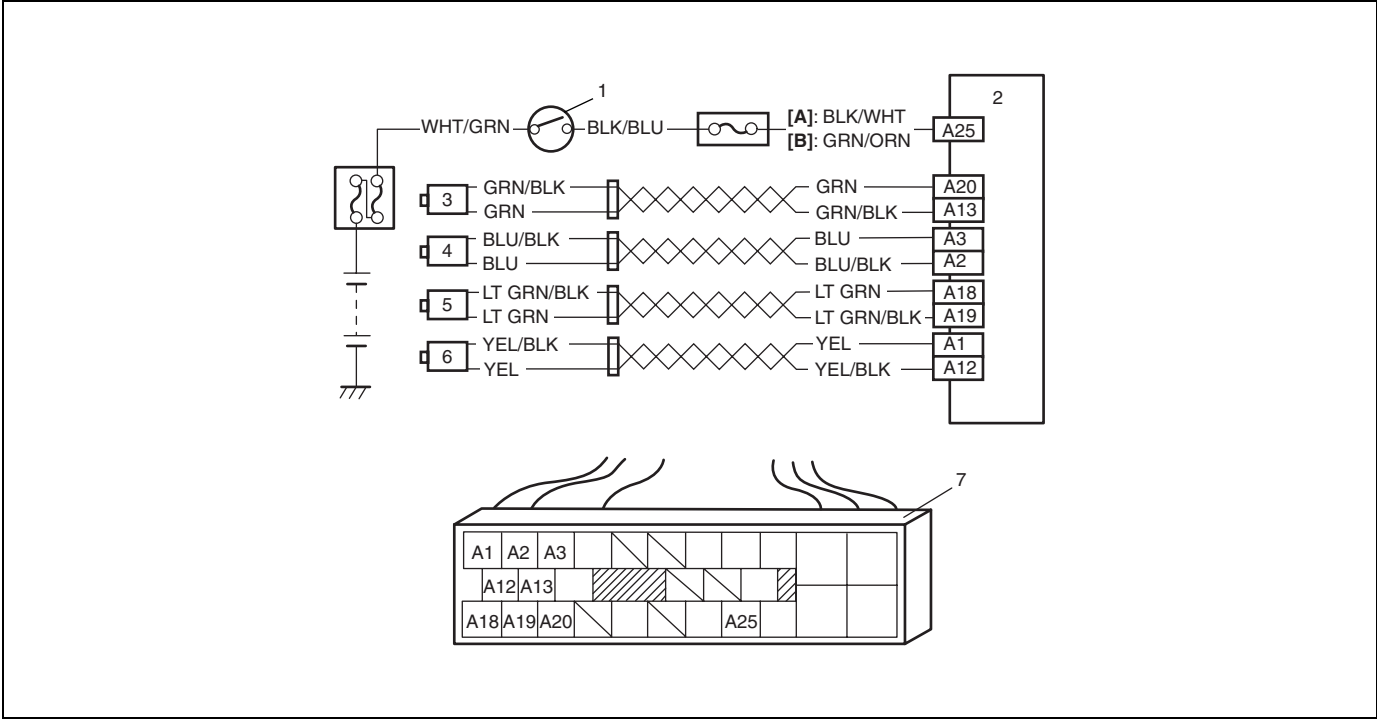 1
2
WHT/GRN
BLK/BLU
[A]: BLK/WHT
[B]: GRN/ORN
A25
3
GRN/BLK
GRN
GRN
GRN/BLK
A20
A13
4
BLU/BLK
BLU
BLU
BLU/BLK
A3
A2
5
LT GRN/BLK
LT GRN
LT GRN
LT GRN/BLK
A18
A19
6
YEL/BLK
YEL
YEL
YEL/BLK
A1
A12
7
A1 A2 A3
A12 A13
A18 A19 A20 A25